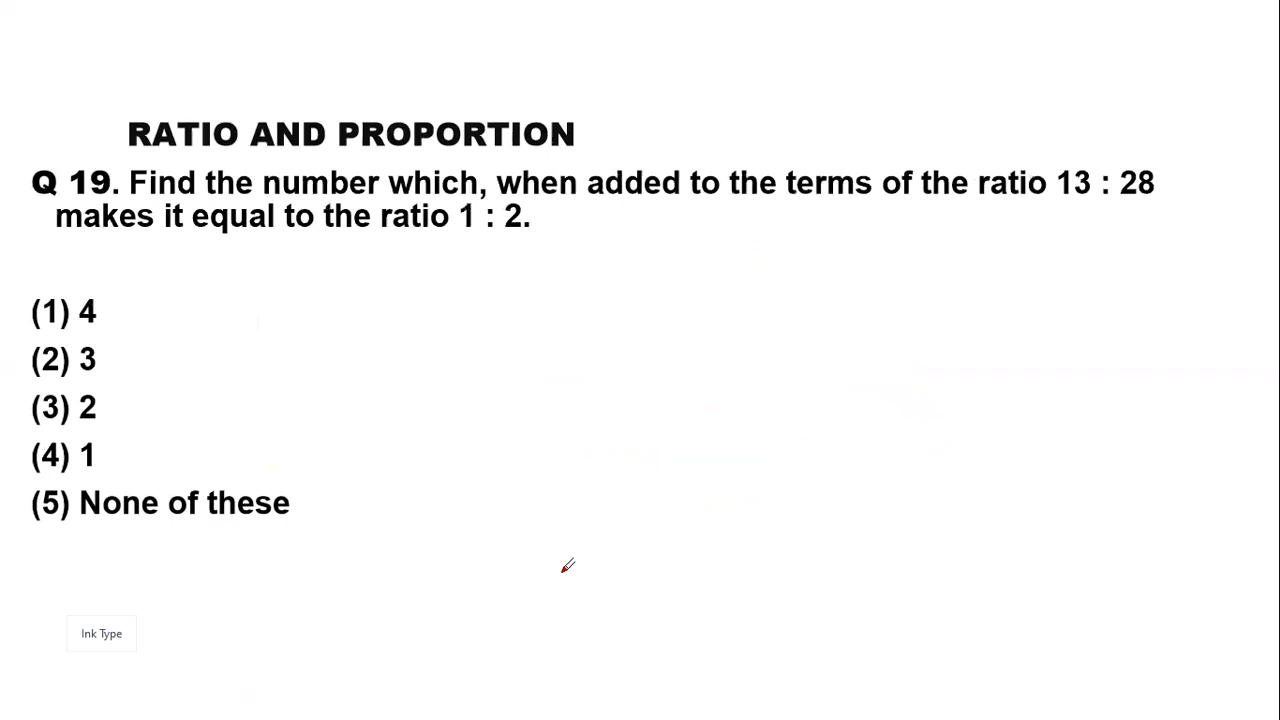 RATIO AND PROPORTION
Q 19. Find the number which, when added to the terms of the ratio 13 : 28
makes it equal to the ratio 1 : 2.
(1) 4
(2) 3
(3) 2
(4) 1
(5) None of these
Ink Type